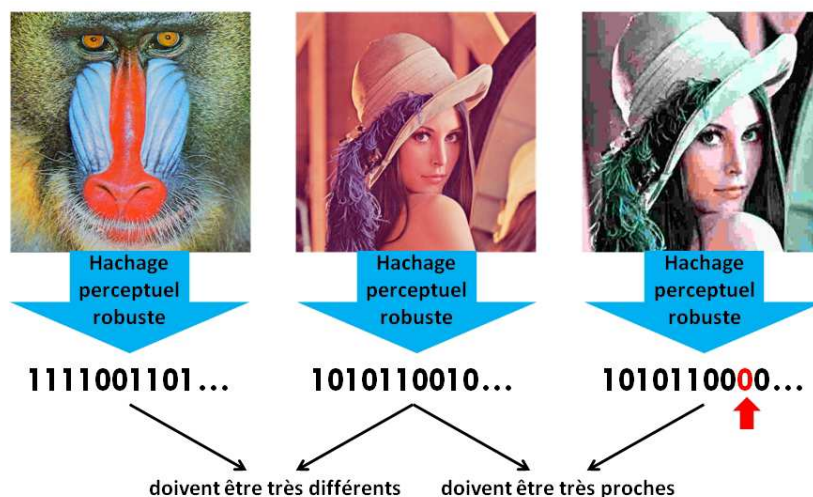 Hachage
perceptuel
robuste
Hachage
perceptuel
robuste
Hachage
perceptuel
robuste
1111001101...
1010110010...
1010110000...
doivent être très différents
doivent être très proches